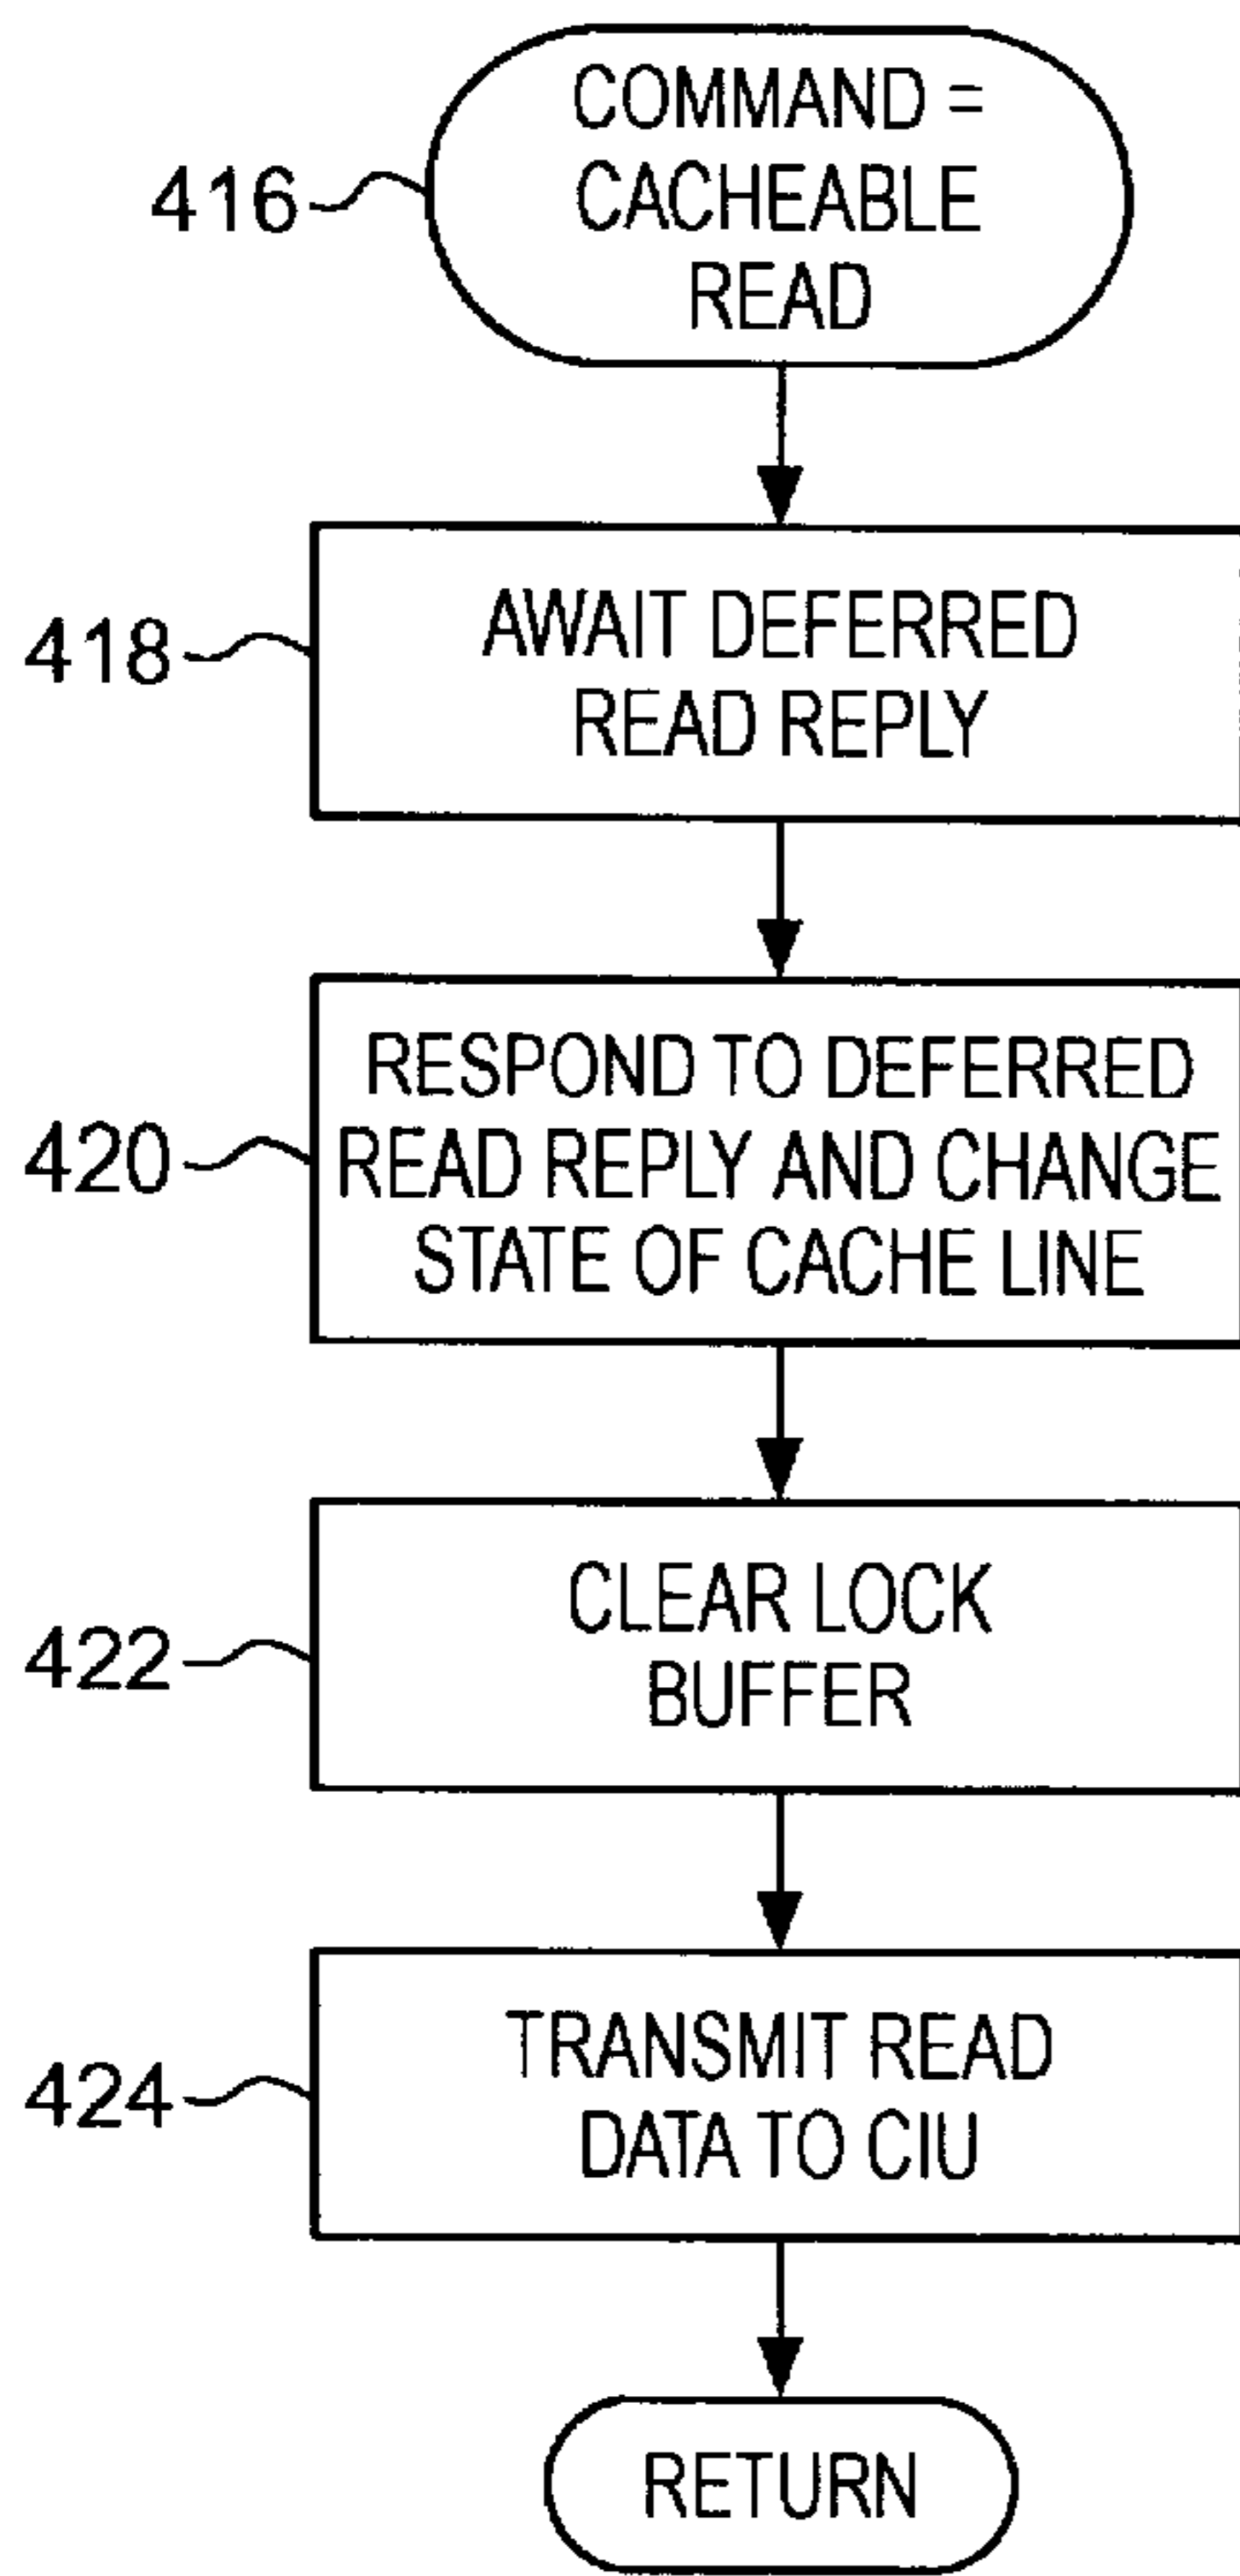 COMMAND =
CACHEABLE
READ
416
AWAIT DEFERRED
READ REPLY
418
RESPOND TO DEFERRED
READ REPLY AND CHANGE
STATE OF CACHE LINE
420
CLEAR LOCK
BUFFER
422
TRANSMIT READ
DATA TO CIU
424
RETURN